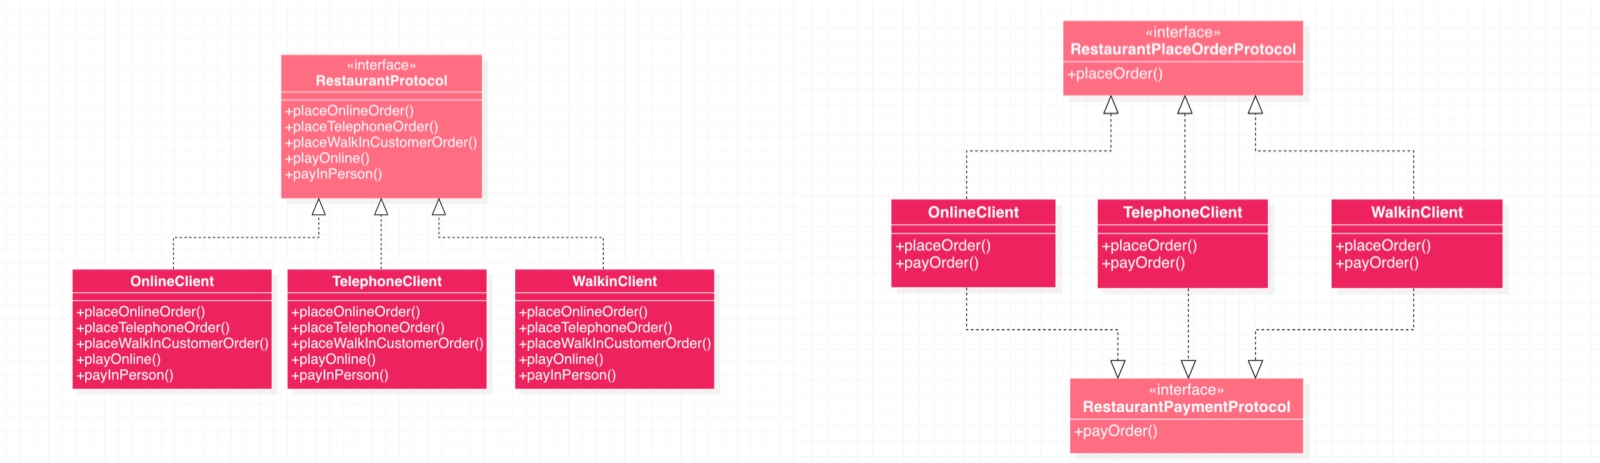 «interface»
RestaurantProtocol
+placeOnlineOrder()
+placeTelephoneOrder()
+placeWalkInCustomerOrder()
+playOnline()
+payInPerson()
OnlineClient
+placeOnlineOrder()
+placeTelephoneOrder()
+placeWalkInCustomerOrder()
+playOnline()
+payInPerson()
TelephoneClient
+placeOnlineOrder()
+placeTelephoneOrder()
+placeWalkInCustomerOrder()
+playOnline()
+payInPerson()
WalkinClient
+placeOnlineOrder()
+placeTelephoneOrder()
+placeWalkInCustomerOrder()
+playOnline()
+payInPerson()
«interface»
RestaurantPlaceOrderProtocol
+placeOrder()
OnlineClient
+placeOrder()
+payOrder()
TelephoneClient
+placeOrder()
+payOrder()
WalkinClient
+placeOrder()
+payOrder()
«interface»
RestaurantPaymentProtocol
+payOrder()